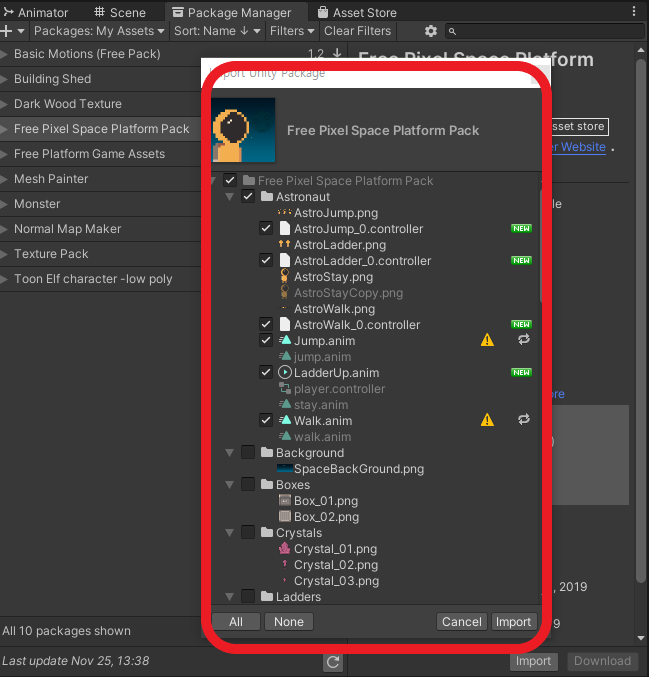 Animator Scene Package Manager Asset Store
Packages: My Assets Sort: Name ↓ Filters Clear Filters
Basic Motions (Free Pack) 1.2
Building Shed
Dark Wood Texture
Free Pixel Space Platform Pack
Free Platform Game Assets
Mesh Painter
Monster
Normal Map Maker
Texture Pack
Toon Elf character -low poly
All 10 packages shown
Last update Nov 25, 13:38
Free Pixel Space Platform
asset store
Website
Import Unity Package
Free Pixel Space Platform Pack
Free Pixel Space Platform Pack
Astronaut
AstroJump.png
AstroJump_0.controller NEW
AstroLadder.png
AstroLadder_0.controller NEW
AstroStay.png
AstroStayCopy.png
AstroWalk.png
AstroWalk_0.controller NEW
Jump.anim
jump.anim
LadderUp.anim NEW
player.controller
stay.anim
Walk.anim
walk.anim
Background
SpaceBackGround.png
Boxes
Box_01.png
Box_02.png
Crystals
Crystal_01.png
Crystal_02.png
Crystal_03.png
Ladders
All None Cancel Import
, 2019
Import Download